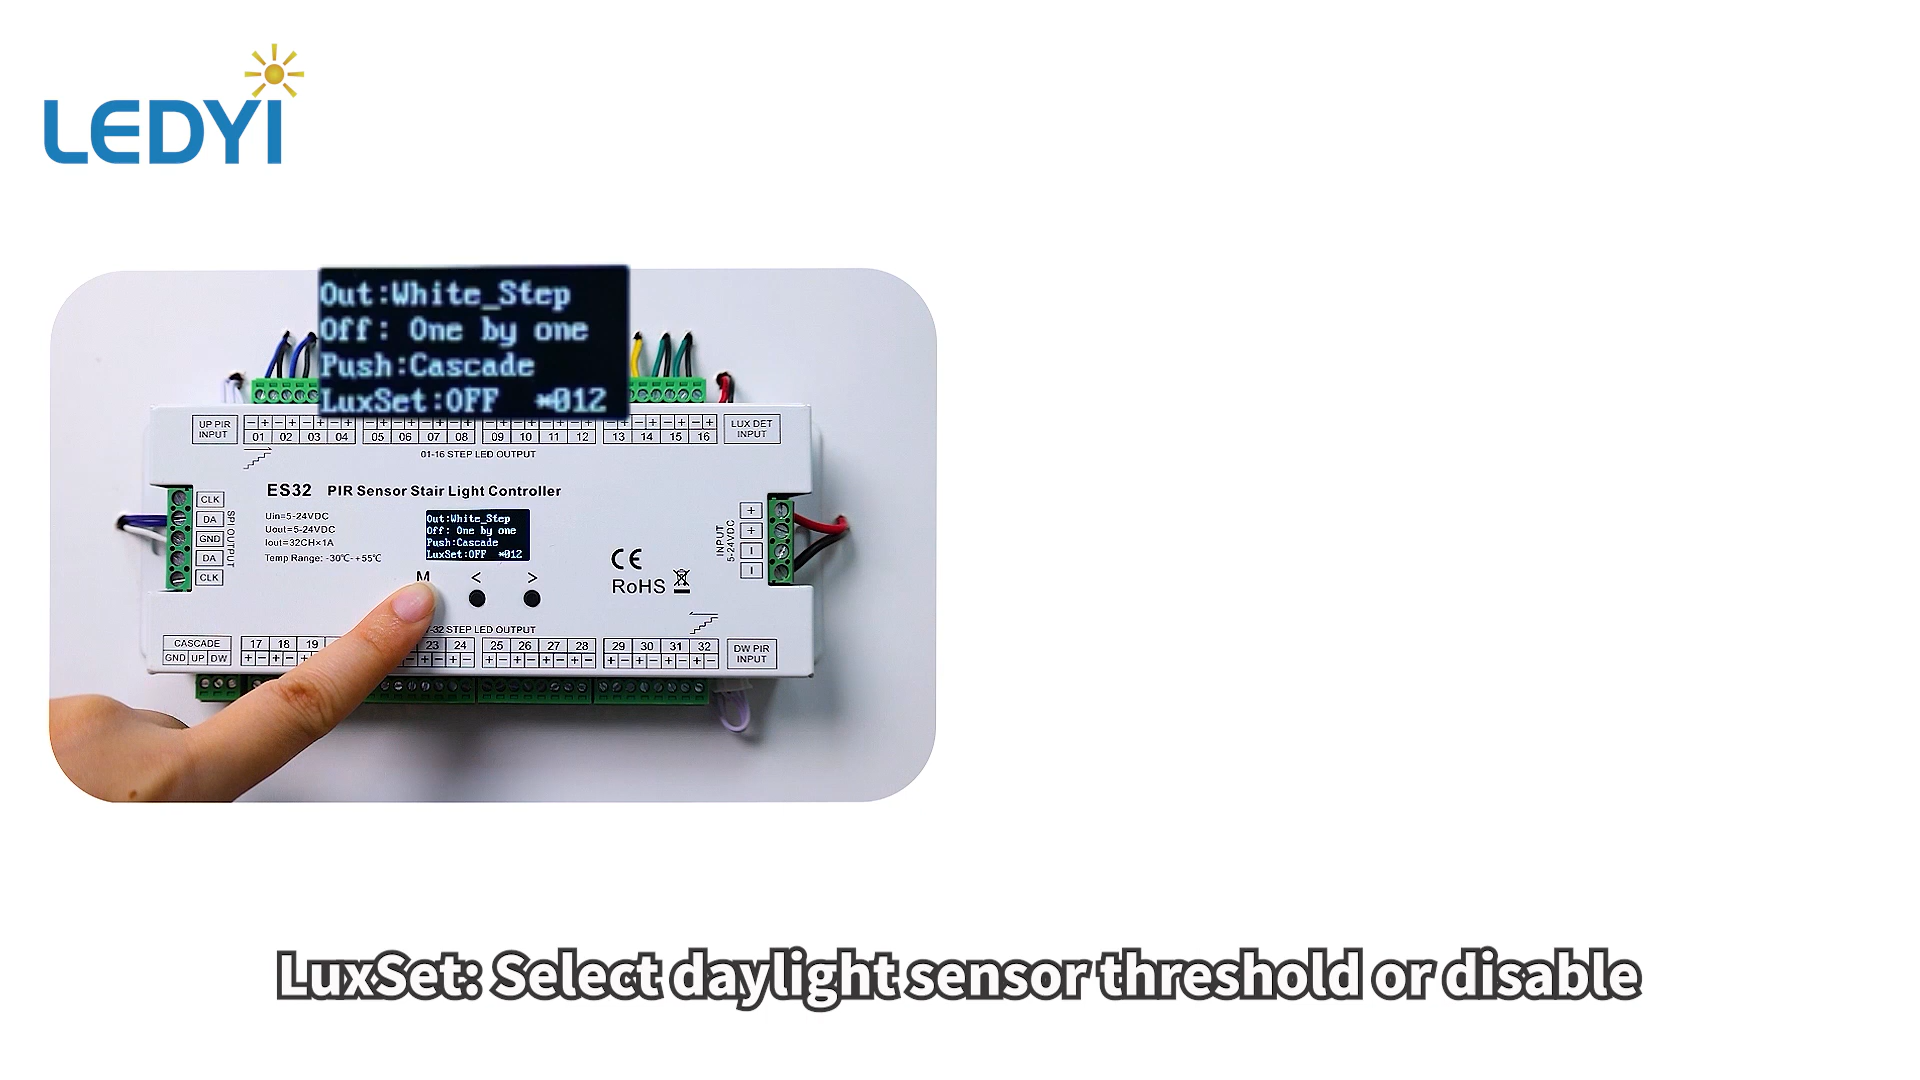 LEDYI
Out:White_Step
Off: One by one
Push:Cascade
LuxSet:OFF *012
UP PIR INPUT
- + - + - + - +
01 02 03 04
- + - + - + - +
05 06 07 08
- + - + - + - +
09 10 11 12
- + - + - + - +
13 14 15 16
LUX DET INPUT
01-16 STEP LED OUTPUT
ES32 PIR Sensor Stair Light Controller
Uin=5-24VDC
Uout=5-24VDC
Iout=32CH×1A
Temp Range: -30℃-+55℃
CLK
DA
GND
DA
CLK
SPI OUTPUT
Out:White_Step
Off: One by one
Push:Cascade
LuxSet:OFF *012
M < >
CE
RoHS
INPUT
5-24VDC
+
+
-
-
-32 STEP LED OUTPUT
CASCADE
GND UP DW
17 18 19
+ - + - +
23 24
- + -
25 26 27 28
+ - + - + - + -
29 30 31 32
+ - + - + - + -
DW PIR INPUT
LuxSet: Select daylight sensor threshold or disable